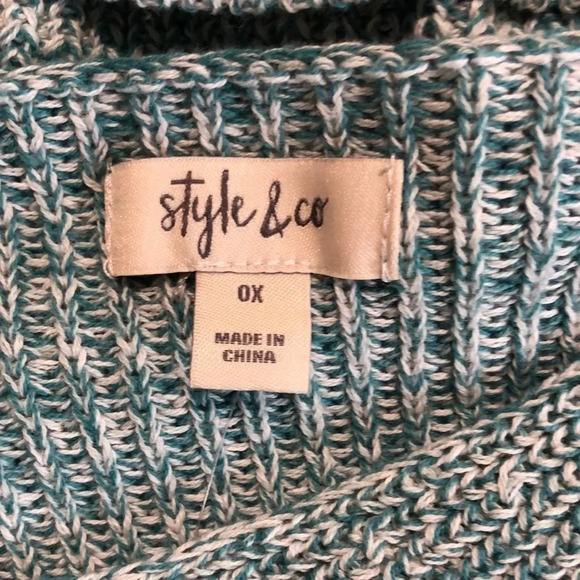 style & co
0X
MADE IN
CHINA